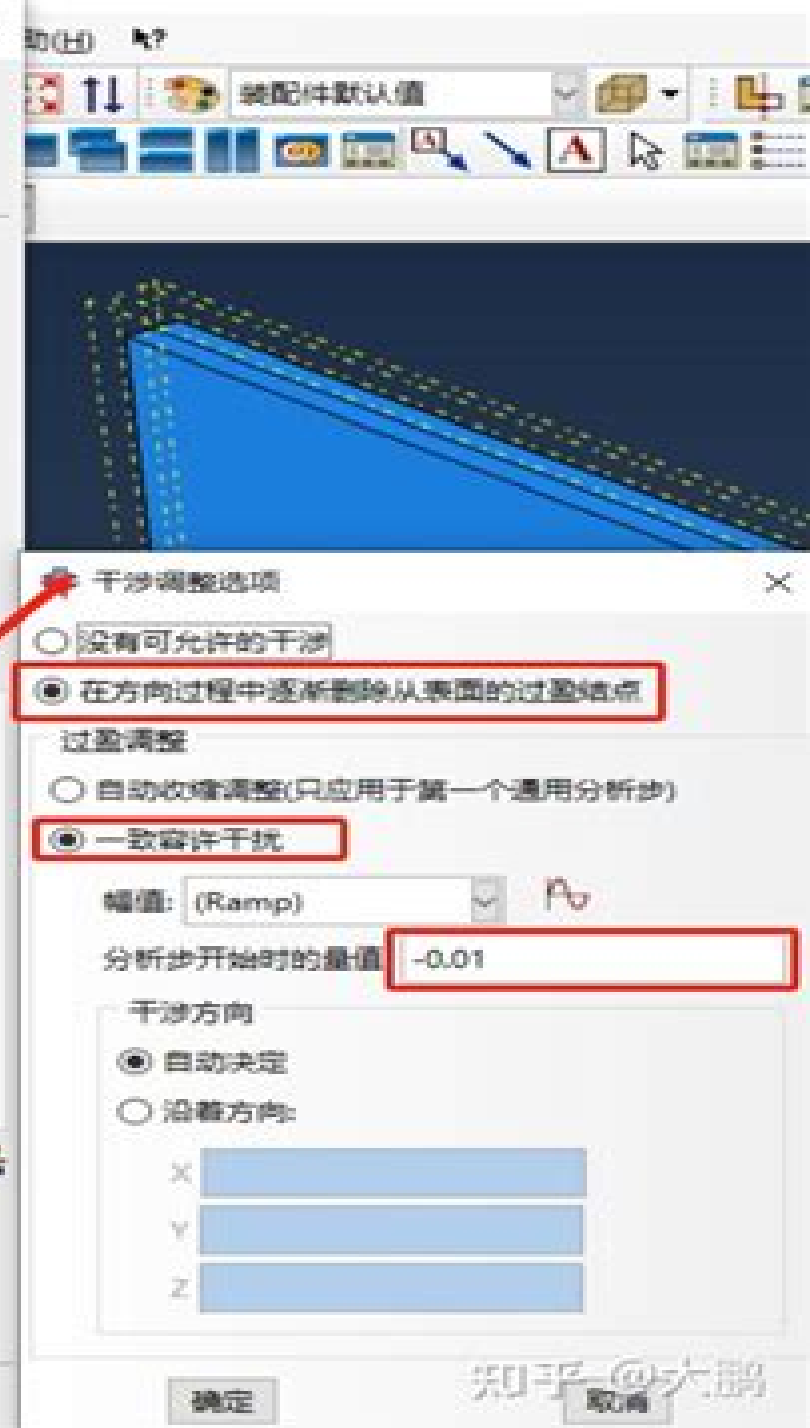 助(H)
装配件默认值
A
A
干涉调整选项
没有可允许的干涉
在方向过程中逐渐删除从表面的过盈结点
过盈调整
自动收缩调整(只应用于第一个通用分析步)
一致容许干扰
幅值: (Ramp)
分析步开始时的量值 -0.01
干涉方向
自动决定
沿着方向:
X
Y
Z
确定
取消
知乎 @大鹏